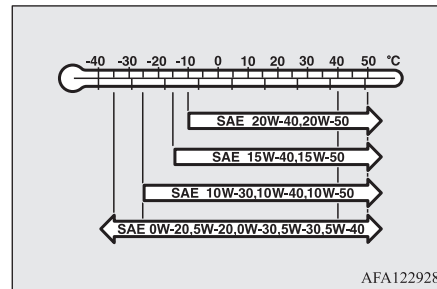 -40 -30 -20 -10 0 10 20 30 40 50 °C
SAE 20W-40,20W-50
SAE 15W-40,15W-50
SAE 10W-30,10W-40,10W-50
SAE 0W-20,5W-20,0W-30,5W-30,5W-40
AFA122928